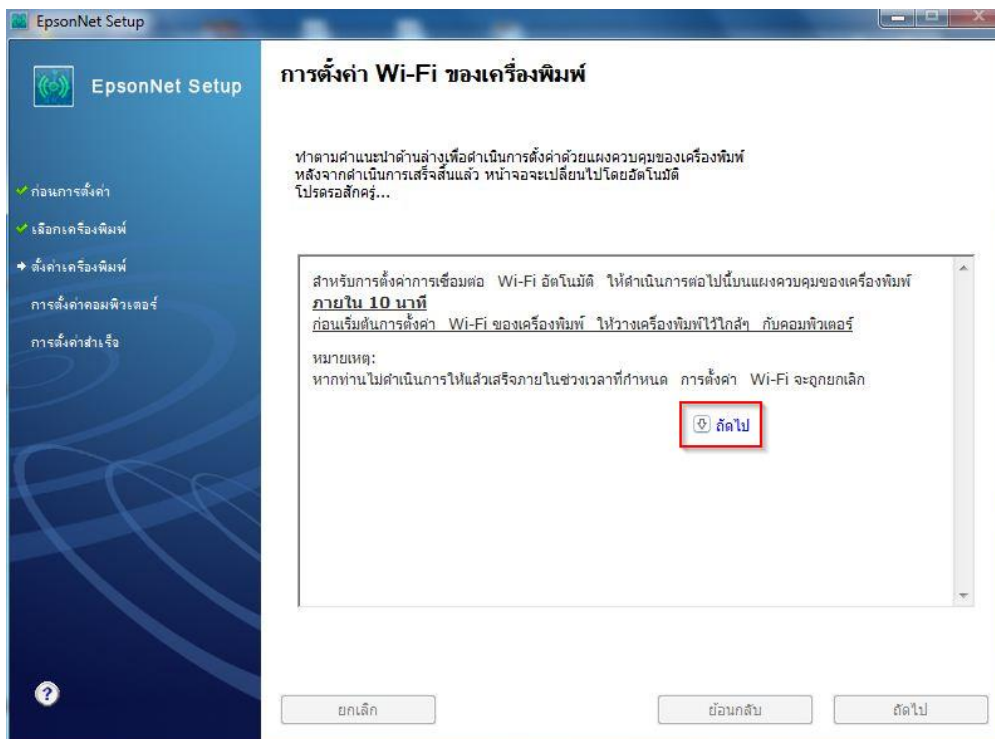 EpsonNet Setup
EpsonNet Setup
ก่อนการตั้งค่า
เลือกเครื่องพิมพ์
ตั้งค่าเครื่องพิมพ์
การตั้งค่าคอมพิวเตอร์
การตั้งค่าสำเร็จ
การตั้งค่า Wi-Fi ของเครื่องพิมพ์
ทำตามคำแนะนำด้านล่างเพื่อดำเนินการตั้งค่าด้วยแผงควบคุมของเครื่องพิมพ์
หลังจากดำเนินการเสร็จสิ้นแล้ว หน้าจอจะเปลี่ยนไปโดยอัตโนมัติ
โปรดรอสักครู่...
สำหรับการตั้งค่าการเชื่อมต่อ Wi-Fi อัตโนมัติ ให้ดำเนินการต่อไปนี้บนแผงควบคุมของเครื่องพิมพ์
ภายใน 10 นาที
ก่อนเริ่มต้นการตั้งค่า Wi-Fi ของเครื่องพิมพ์ ให้วางเครื่องพิมพ์ไว้ใกล้ๆ กับคอมพิวเตอร์
หมายเหตุ:
หากท่านไม่ดำเนินการให้แล้วเสร็จภายในช่วงเวลาที่กำหนด การตั้งค่า Wi-Fi จะถูกยกเลิก
ถัดไป
?
ยกเลิก
ย้อนกลับ
ถัดไป